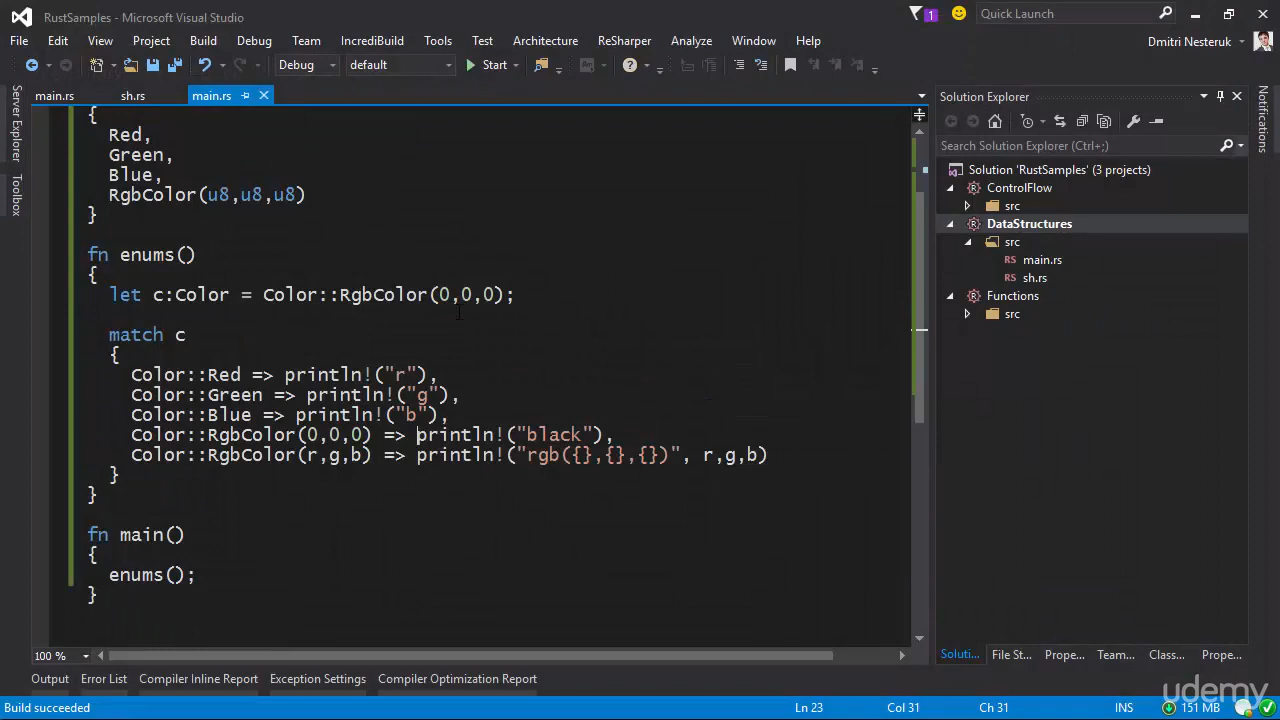 RustSamples - Microsoft Visual Studio
1
Quick Launch
File Edit View Project Build Debug Team IncrediBuild Tools Test Architecture ReSharper Analyze Window Help
Dmitri Nesteruk
Debug default Start
main.rs sh.rs main.rs
Server Explorer
Toolbox
{
Red,
Green,
Blue,
RgbColor(u8,u8,u8)
}
fn enums()
{
let c:Color = Color::RgbColor(0,0,0);
match c
{
Color::Red => println!("r"),
Color::Green => println!("g"),
Color::Blue => println!("b"),
Color::RgbColor(0,0,0) => println!("black"),
Color::RgbColor(r,g,b) => println!("rgb({},{},{})", r,g,b)
}
}
fn main()
{
enums();
}
100 %
Solution Explorer
Search Solution Explorer (Ctrl+;)
Solution 'RustSamples' (3 projects)
ControlFlow
src
DataStructures
src
RS main.rs
RS sh.rs
Functions
src
Notifications
Soluti... File St... Prope... Team... Class... Prope...
Output Error List Compiler Inline Report Exception Settings Compiler Optimization Report
udemy
Build succeeded Ln 23 Col 31 Ch 31 INS 151 MB